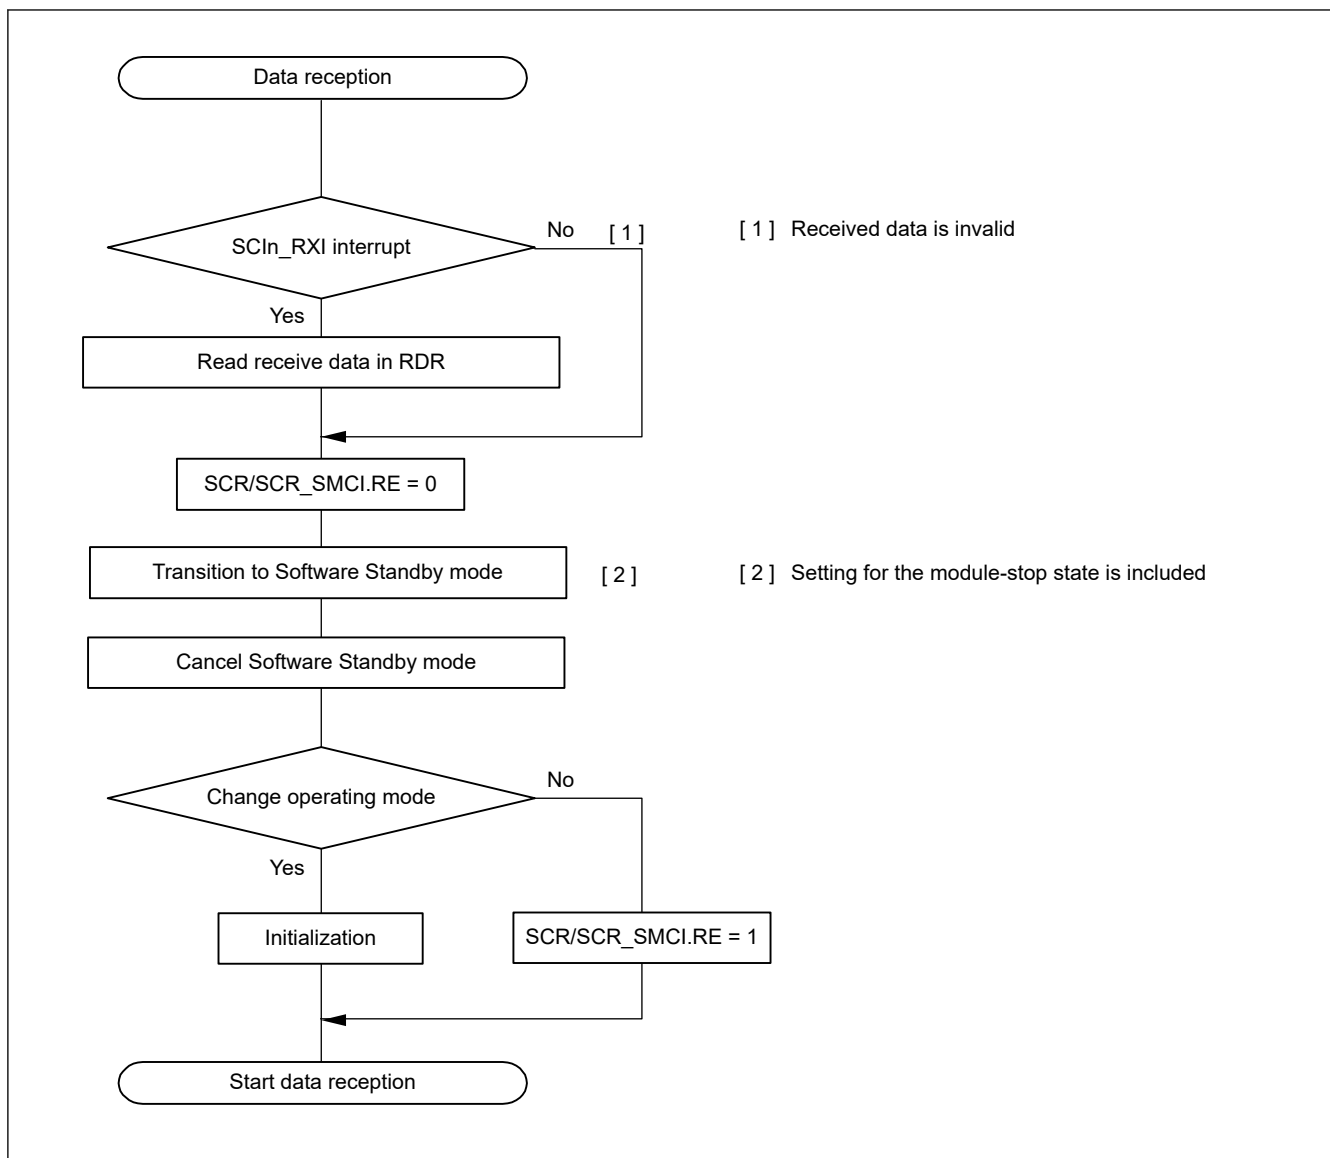 Data reception
SCIn_RXI interrupt
No
[ 1 ]
[ 1 ] Received data is invalid
Yes
Read receive data in RDR
SCR/SCR_SMCI.RE = 0
Transition to Software Standby mode
[ 2 ]
[ 2 ] Setting for the module-stop state is included
Cancel Software Standby mode
Change operating mode
No
Yes
Initialization
SCR/SCR_SMCI.RE = 1
Start data reception